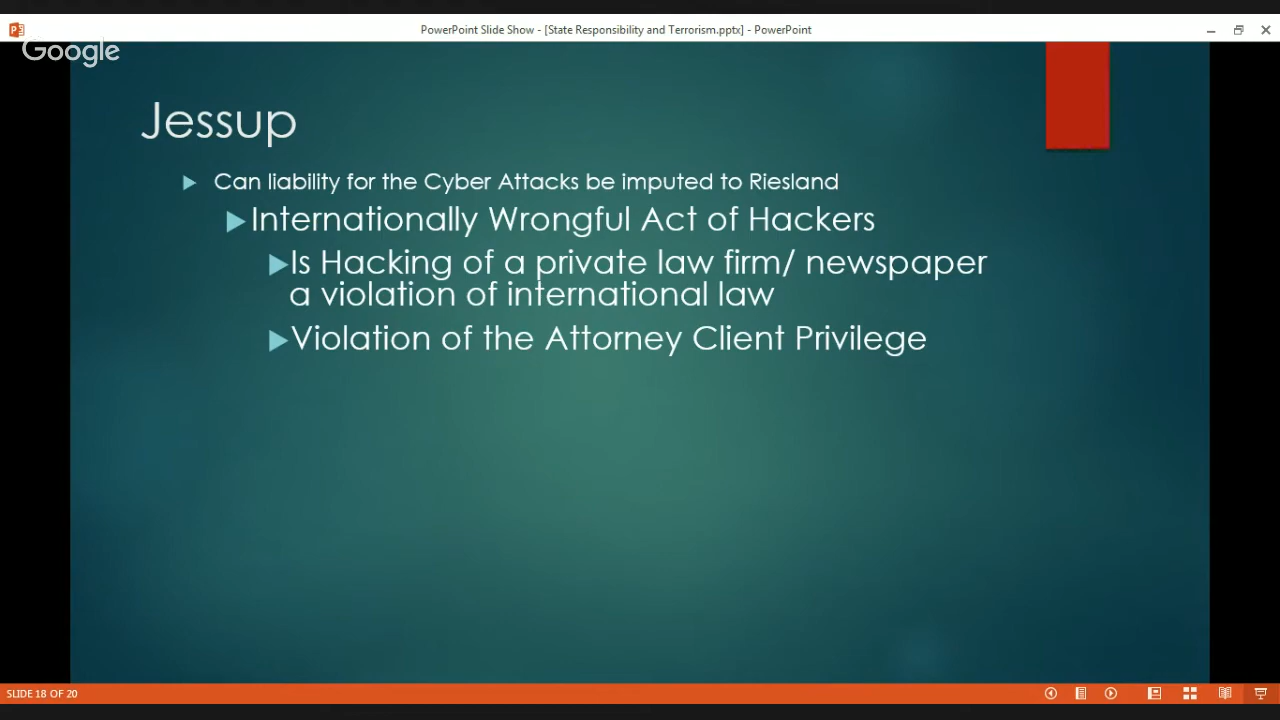 PowerPoint Slide Show - [State Responsibility and Terrorism.pptx] - PowerPoint
Google
Jessup
Can liability for the Cyber Attacks be imputed to Riesland
Internationally Wrongful Act of Hackers
Is Hacking of a private law firm/ newspaper
a violation of international law
Violation of the Attorney Client Privilege
SLIDE 18 OF 20